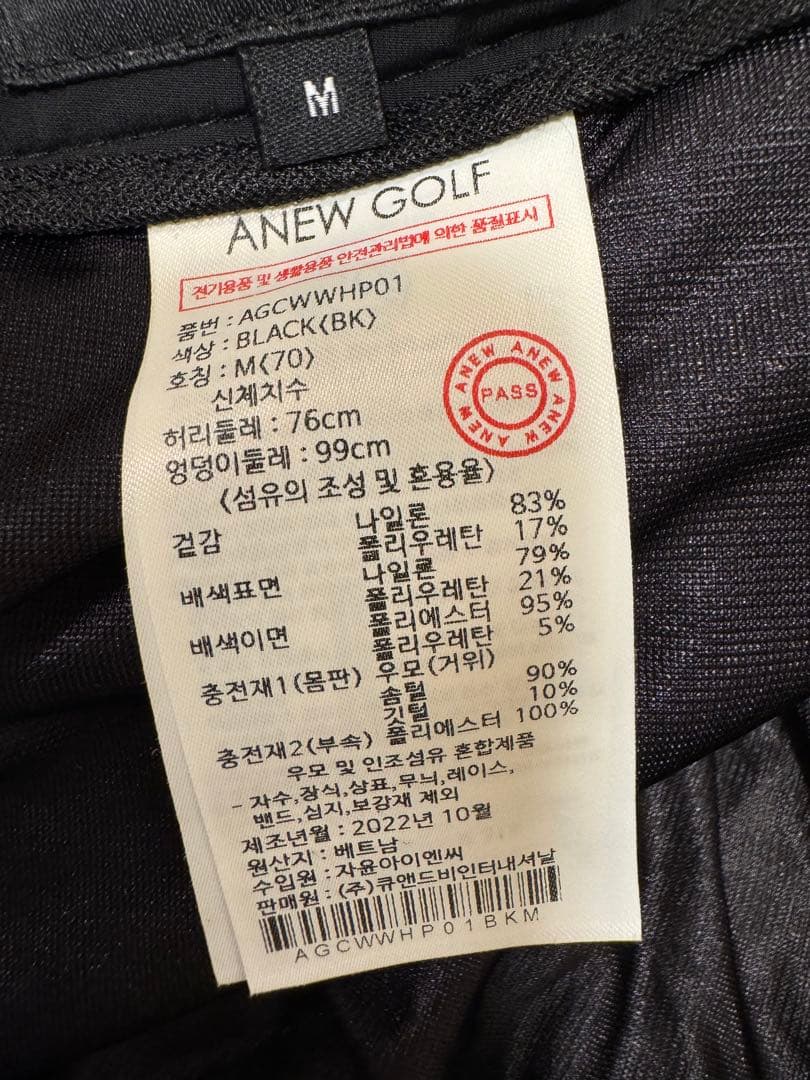 M
ANEW GOLF
전기용품 및 생활용품 안전관리법에 의한 품질표시
품번 : AGCWWHP01
색상 : BLACK(BK)
호칭 : M(70)
신체치수
허리둘레 : 76cm
엉덩이둘레 : 99cm
ANEW ANEW ANEW ANEW
PASS
(섬유의 조성 및 혼용율)
겉감 나일론 83%
폴리우레탄 17%
배색표면 나일론 79%
폴리우레탄 21%
배색이면 폴리에스터 95%
폴리우레탄 5%
충전재1(몸판) 우모(거위)
솜털 90%
깃털 10%
충전재2(부속) 폴리에스터 100%
우모 및 인조섬유 혼합제품
- 자수,장식,상표,무늬,레이스,
밴드,심지,보강재 제외
제조년월 : 2022년 10월
원산지 : 베트남
수입원 : 자윤아이엔씨
판매원 : (주)큐앤드비인터내셔날
AGCWWHP01BKM